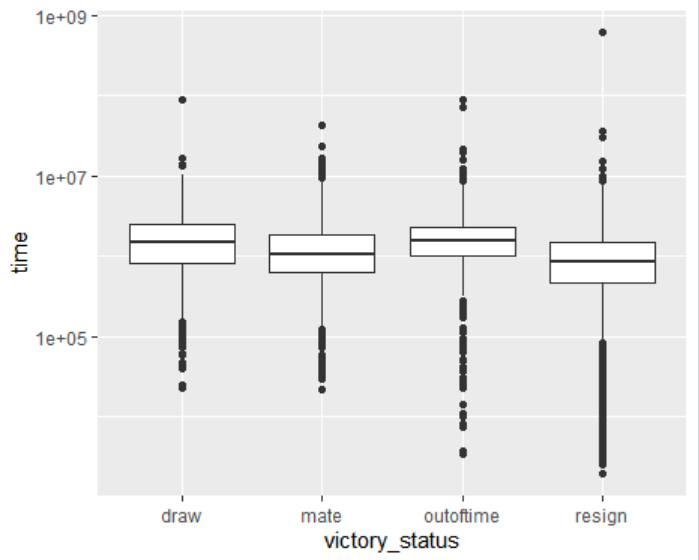 1e+09
1e+07
1e+05
time
draw mate outoftime resign
victory_status